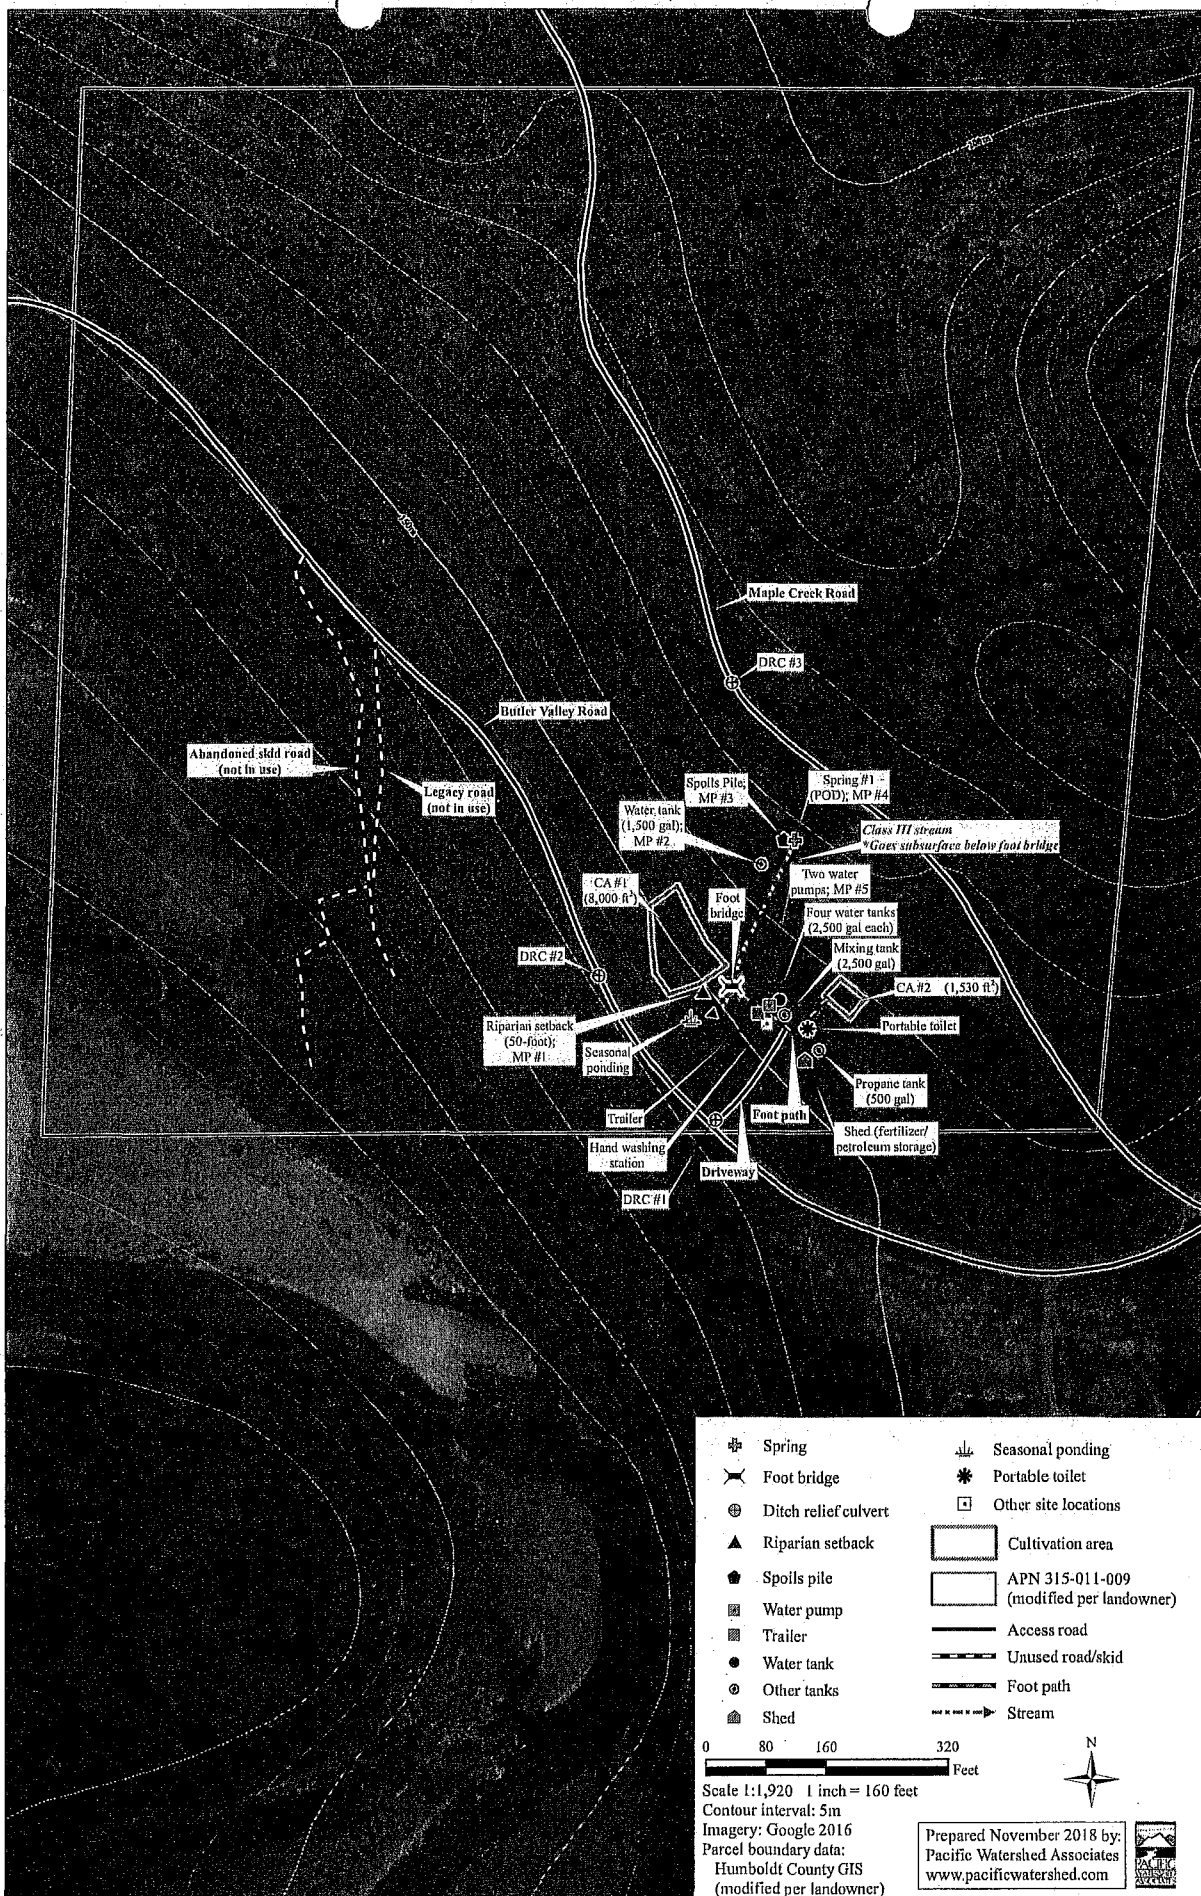 150m
Maple Creek Road
DRC #3
Butler Valley Road
Abandoned skid road
(not in use)
Legacy road
(not in use)
Spoils Pile;
MP #3
Spring #1
(POD); MP #4
Water tank
(1,500 gal);
MP #2
Class III stream
*Goes subsurface below foot bridge
Two water
pumps; MP #5
CA #1
(8,000 ft²)
Foot
bridge
Four water tanks
(2,500 gal each)
Mixing tank
(2,500 gal)
DRC #2
CA #2 (1,530 ft²)
Riparian setback
(50-foot);
MP #1
Seasonal
ponding
Portable toilet
Propane tank
(500 gal)
Trailer
Foot path
Shed (fertilizer/
petroleum storage)
Hand washing
station
Driveway
DRC #1
Spring
Foot bridge
Ditch relief culvert
Riparian setback
Spoils pile
Water pump
Trailer
Water tank
Other tanks
Shed
Seasonal ponding
Portable toilet
Other site locations
Cultivation area
APN 315-011-009
(modified per landowner)
Access road
Unused road/skid
Foot path
Stream
0 80 160 320
Feet
N
Scale 1:1,920 1 inch = 160 feet
Contour interval: 5m
Imagery: Google 2016
Parcel boundary data:
Humboldt County GIS
(modified per landowner)
Prepared November 2018 by:
Pacific Watershed Associates
www.pacificwatershed.com
PACIFIC
WATERSHED
ASSOCIATES